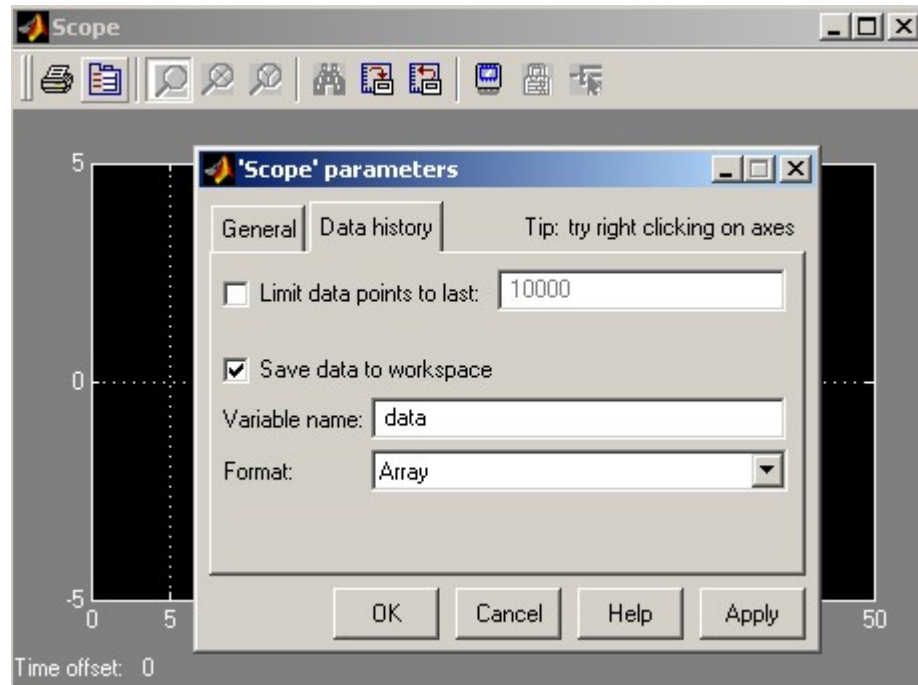 Scope
'Scope' parameters
General Data history Tip: try right clicking on axes
Limit data points to last: 10000
Save data to workspace
Variable name: data
Format: Array
OK Cancel Help Apply
5
0
-5
0 5 50
Time offset: 0